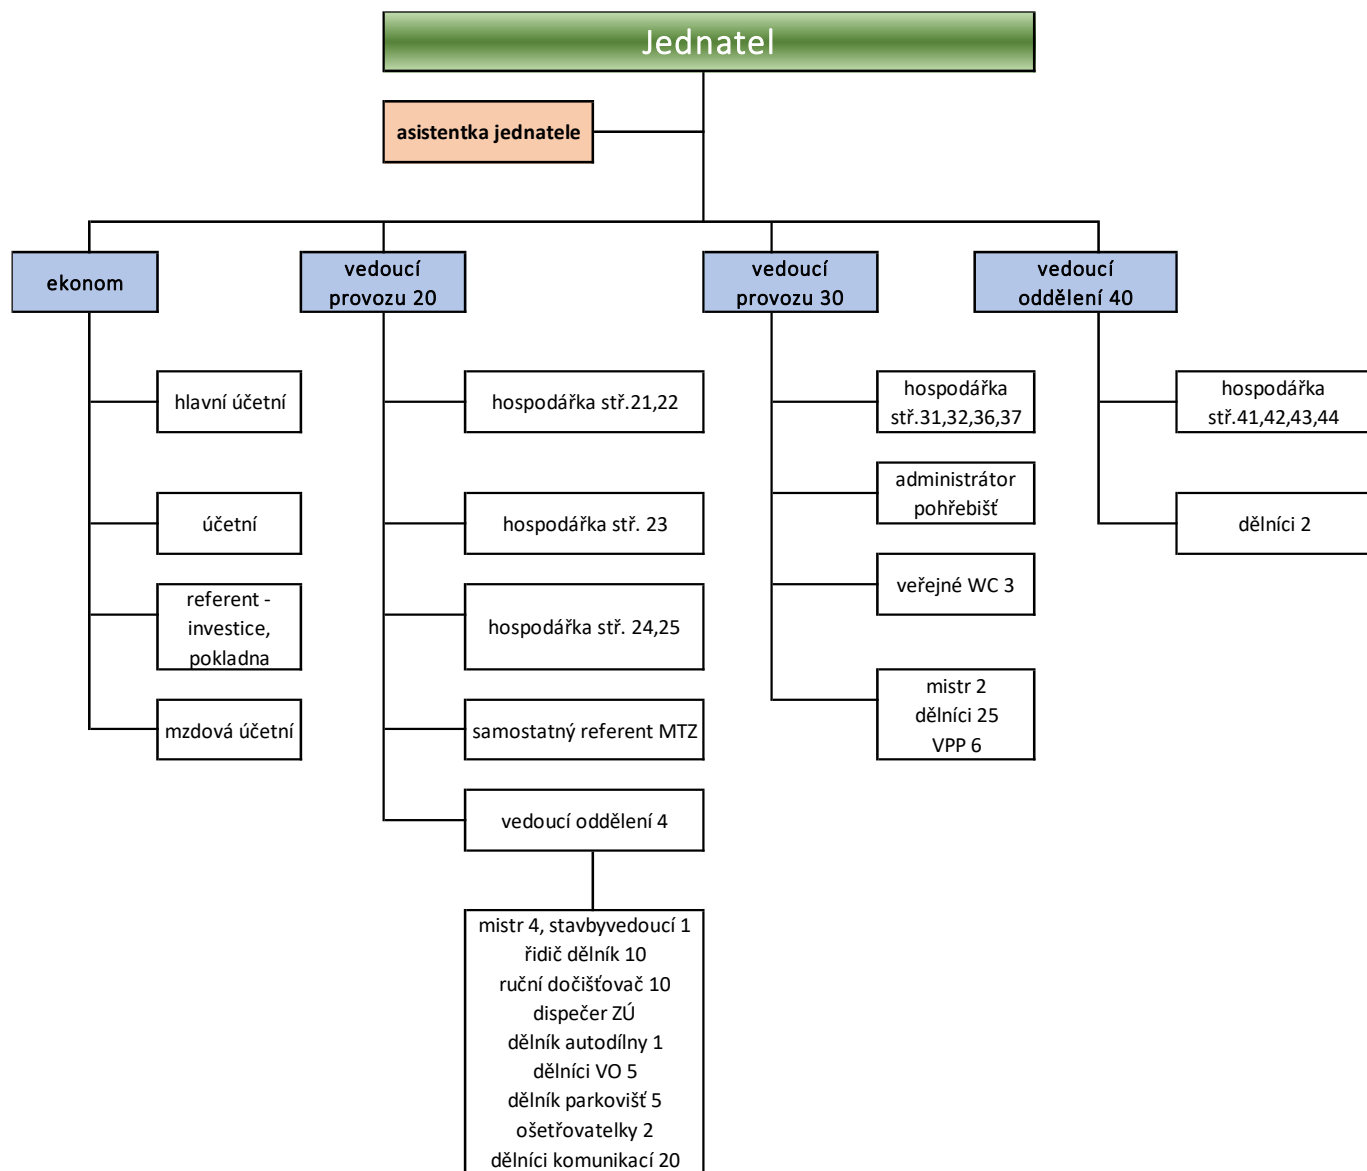 Jednatel
asistentka jednatele
ekonom
vedoucí
provozu 20
vedoucí
provozu 30
vedoucí
oddělení 40
hlavní účetní
hospodářka stř.21,22
hospodářka
stř.31,32,36,37
hospodářka
stř.41,42,43,44
administrátor
pohřebišť
účetní
hospodářka stř. 23
dělníci 2
referent -
investice,
pokladna
hospodářka stř. 24,25
veřejné WC 3
mzdová účetní
samostatný referent MTZ
mistr 2
dělníci 25
VPP 6
vedoucí oddělení 4
mistr 4, stavbyvedoucí 1
řidič dělník 10
ruční dočišťovač 10
dispečer ZÚ
dělník autodílny 1
dělníci VO 5
dělník parkovišť 5
ošetřovatelky 2
dělníci komunikací 20